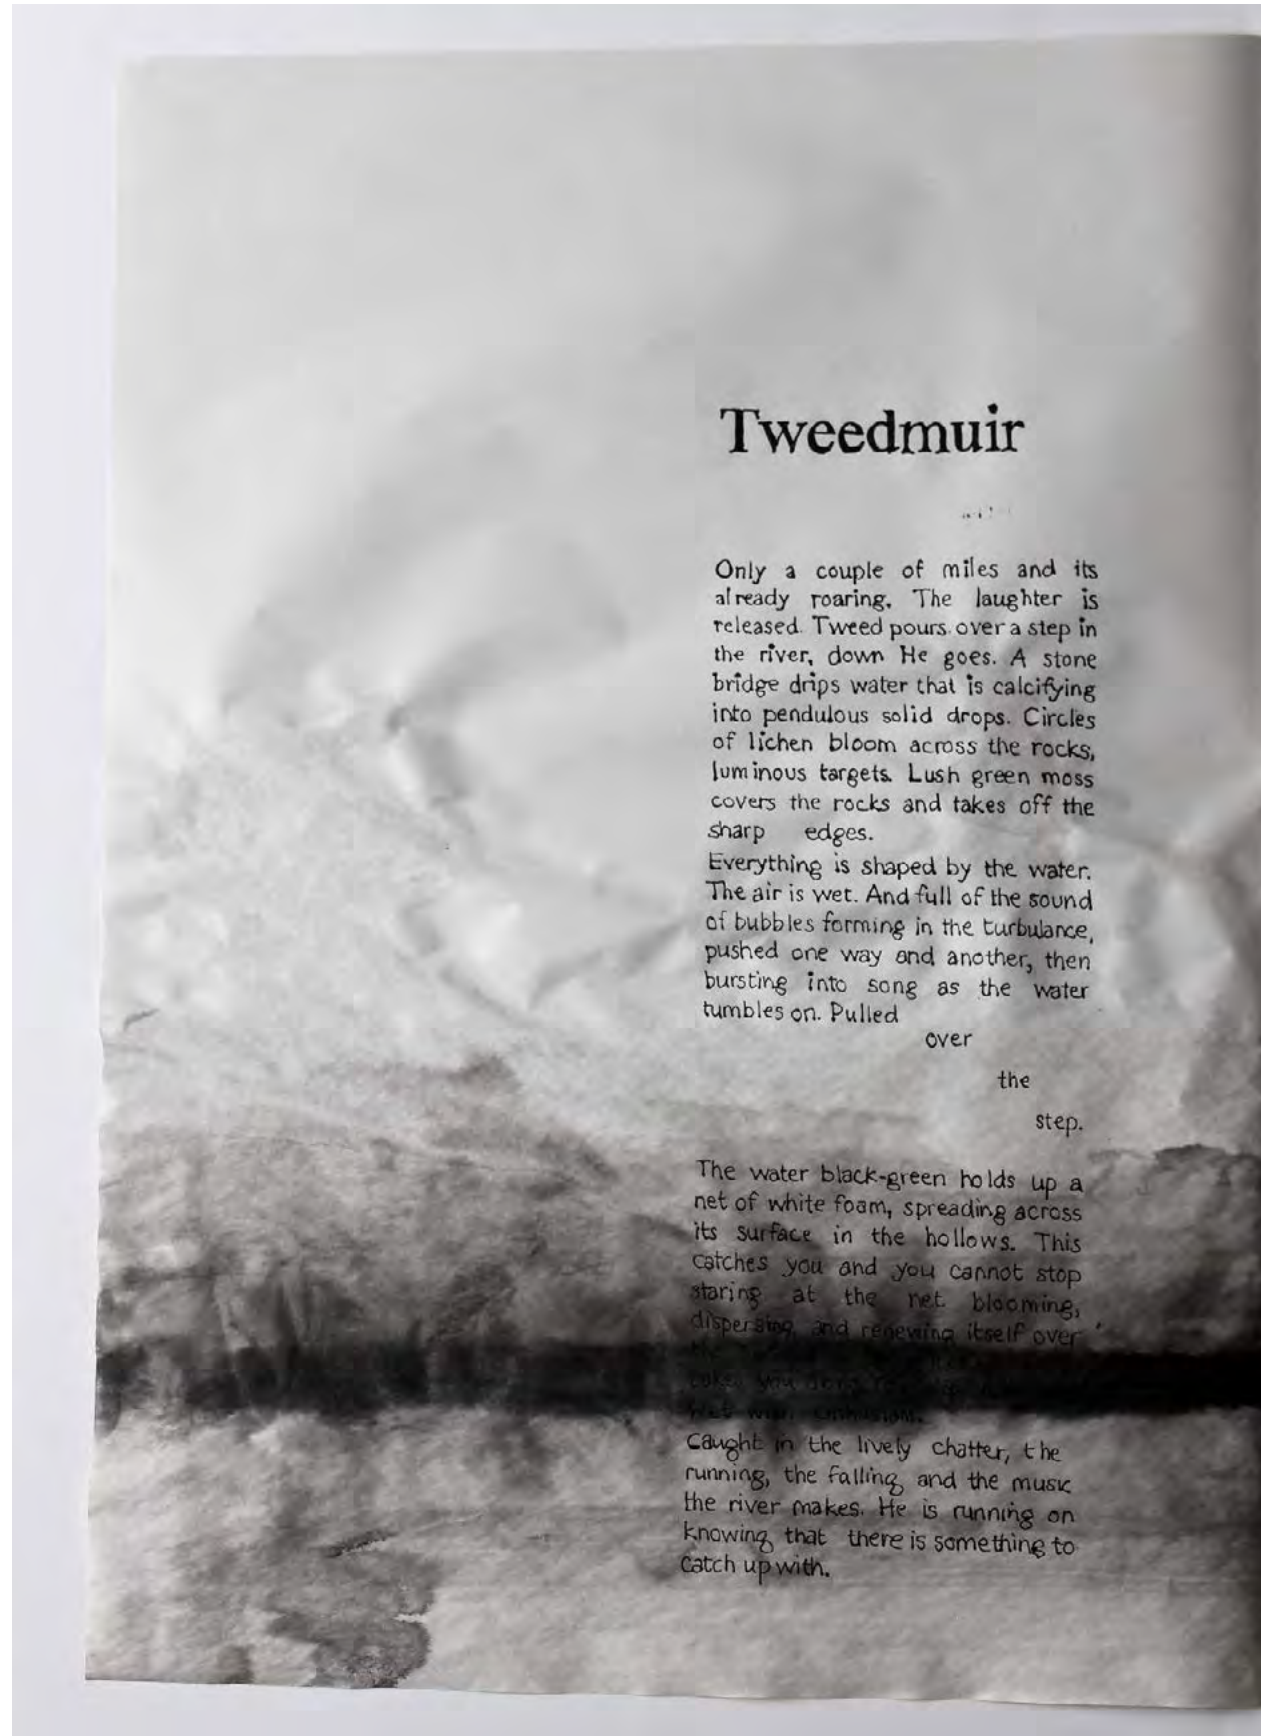 Tweedmuir
Only a couple of miles and its
already roaring. The laughter is
released. Tweed pours over a step in
the river, down He goes. A stone
bridge drips water that is calcifying
into pendulous solid drops. Circles
of lichen bloom across the rocks,
luminous targets. Lush green moss
covers the rocks and takes off the
sharp edges.
Everything is shaped by the water.
The air is wet. And full of the sound
of bubbles forming in the turbulance,
pushed one way and another, then
bursting into song as the water
tumbles on. Pulled
over
the
step.
The water black-green holds up a
net of white foam, spreading across
its surface in the hollows. This
catches you and you cannot stop
staring at the net blooming,
dispersing and renewing itself over
you
Caught in the lively chatter, the
running, the falling and the music
the river makes. He is running on
knowing that there is something to
catch up with.